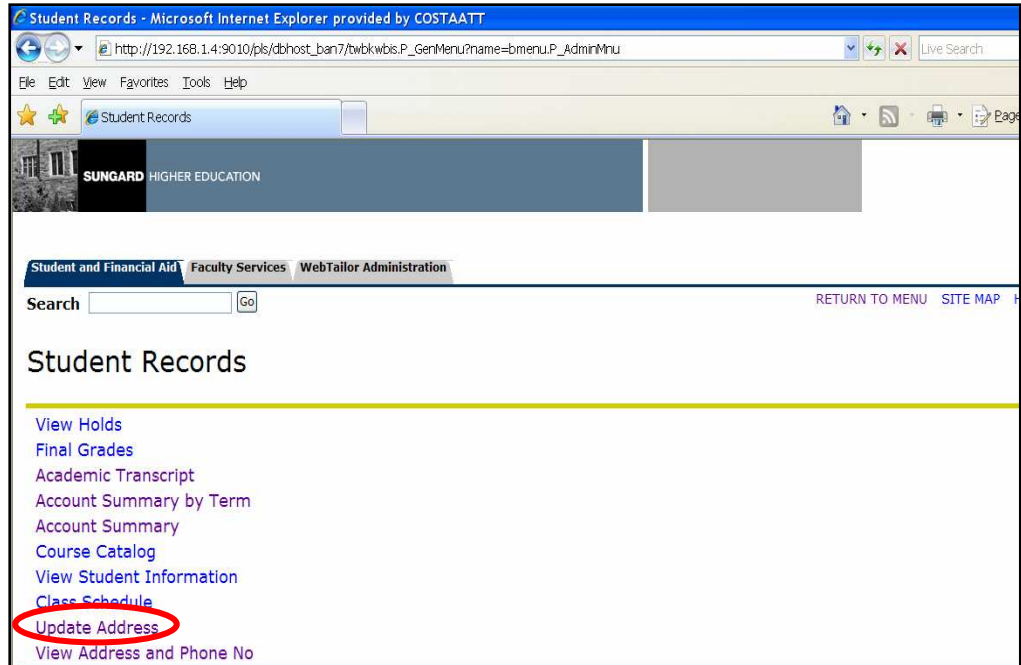 Student Records - Microsoft Internet Explorer provided by COSTAATT
http://192.168.1.4:9010/pls/dbhost_ban7/twbkwbis.P_GenMenu?name=bmenu.P_AdminMnu
Live Search
File Edit View Favorites Tools Help
Student Records
Page
SUNGARD HIGHER EDUCATION
Student and Financial Aid Faculty Services WebTailor Administration
Search Go
RETURN TO MENU SITE MAP H
Student Records
View Holds
Final Grades
Academic Transcript
Account Summary by Term
Account Summary
Course Catalog
View Student Information
Class Schedule
Update Address
View Address and Phone No